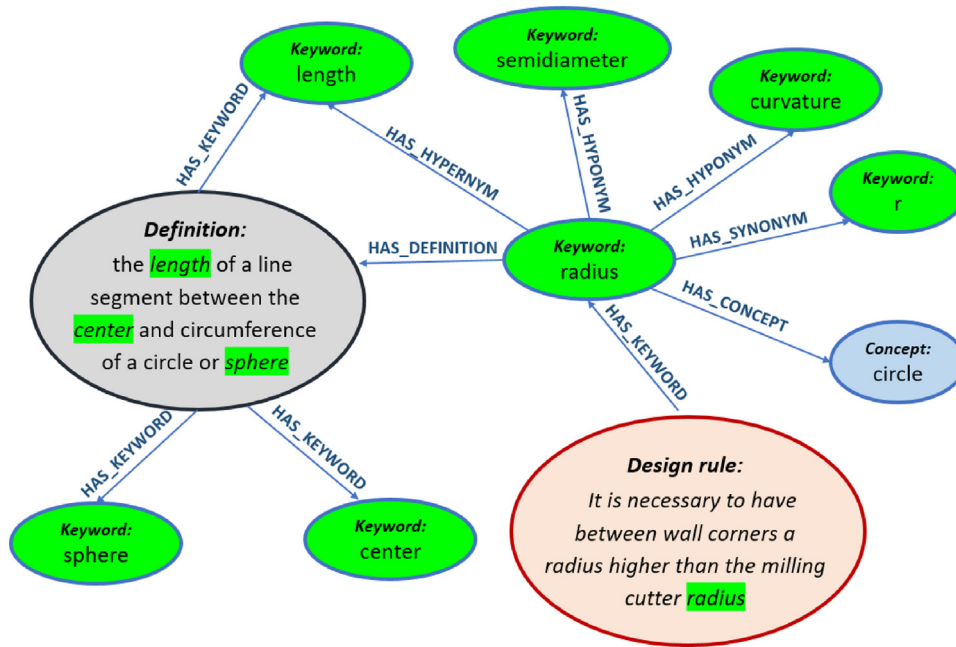 Keyword:
length
Keyword:
semidiameter
Keyword:
curvature
Keyword:
r
HAS_KEYWORD
HAS_HYPERNYM
HAS_HYPONYM
HAS_HYPONYM
HAS_SYNONYM
Definition:
the length of a line
segment between the
center and circumference
of a circle or sphere
HAS_DEFINITION
Keyword:
radius
HAS_CONCEPT
Concept:
circle
HAS_KEYWORD
HAS_KEYWORD
HAS_KEYWORD
Keyword:
sphere
Keyword:
center
Design rule:
It is necessary to have
between wall corners a
radius higher than the milling
cutter radius